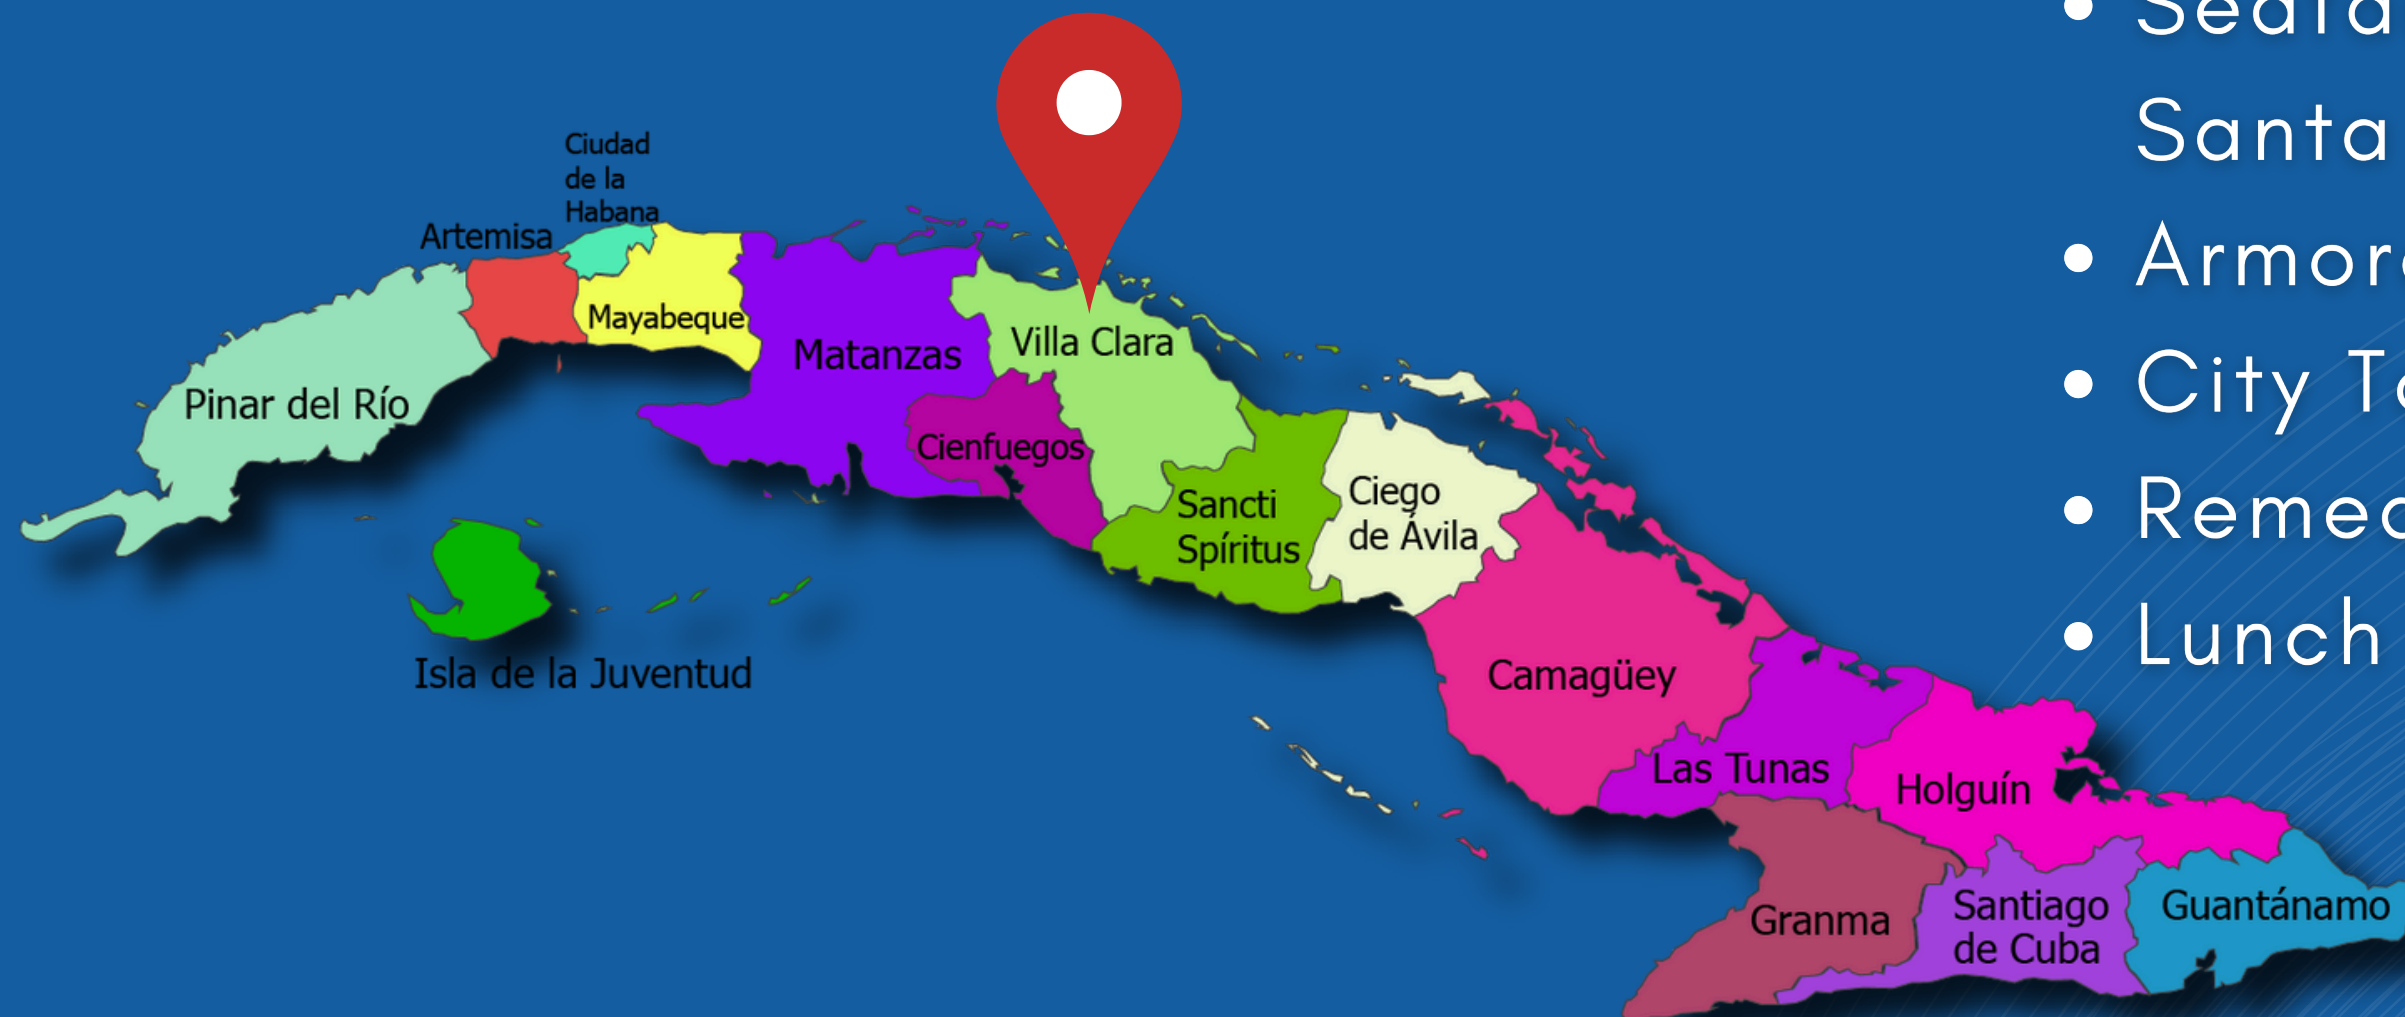 Ciudad
de la
Habana
Artemisa
Mayabeque
Matanzas
Villa Clara
Pinar del Río
Cienfuegos
Sancti
Spíritus
Ciego
de Ávila
Isla de la Juventud
Camagüey
Las Tunas
Holguín
Granma
Santiago
de Cuba
Guantánamo
Santa
City
Lunch